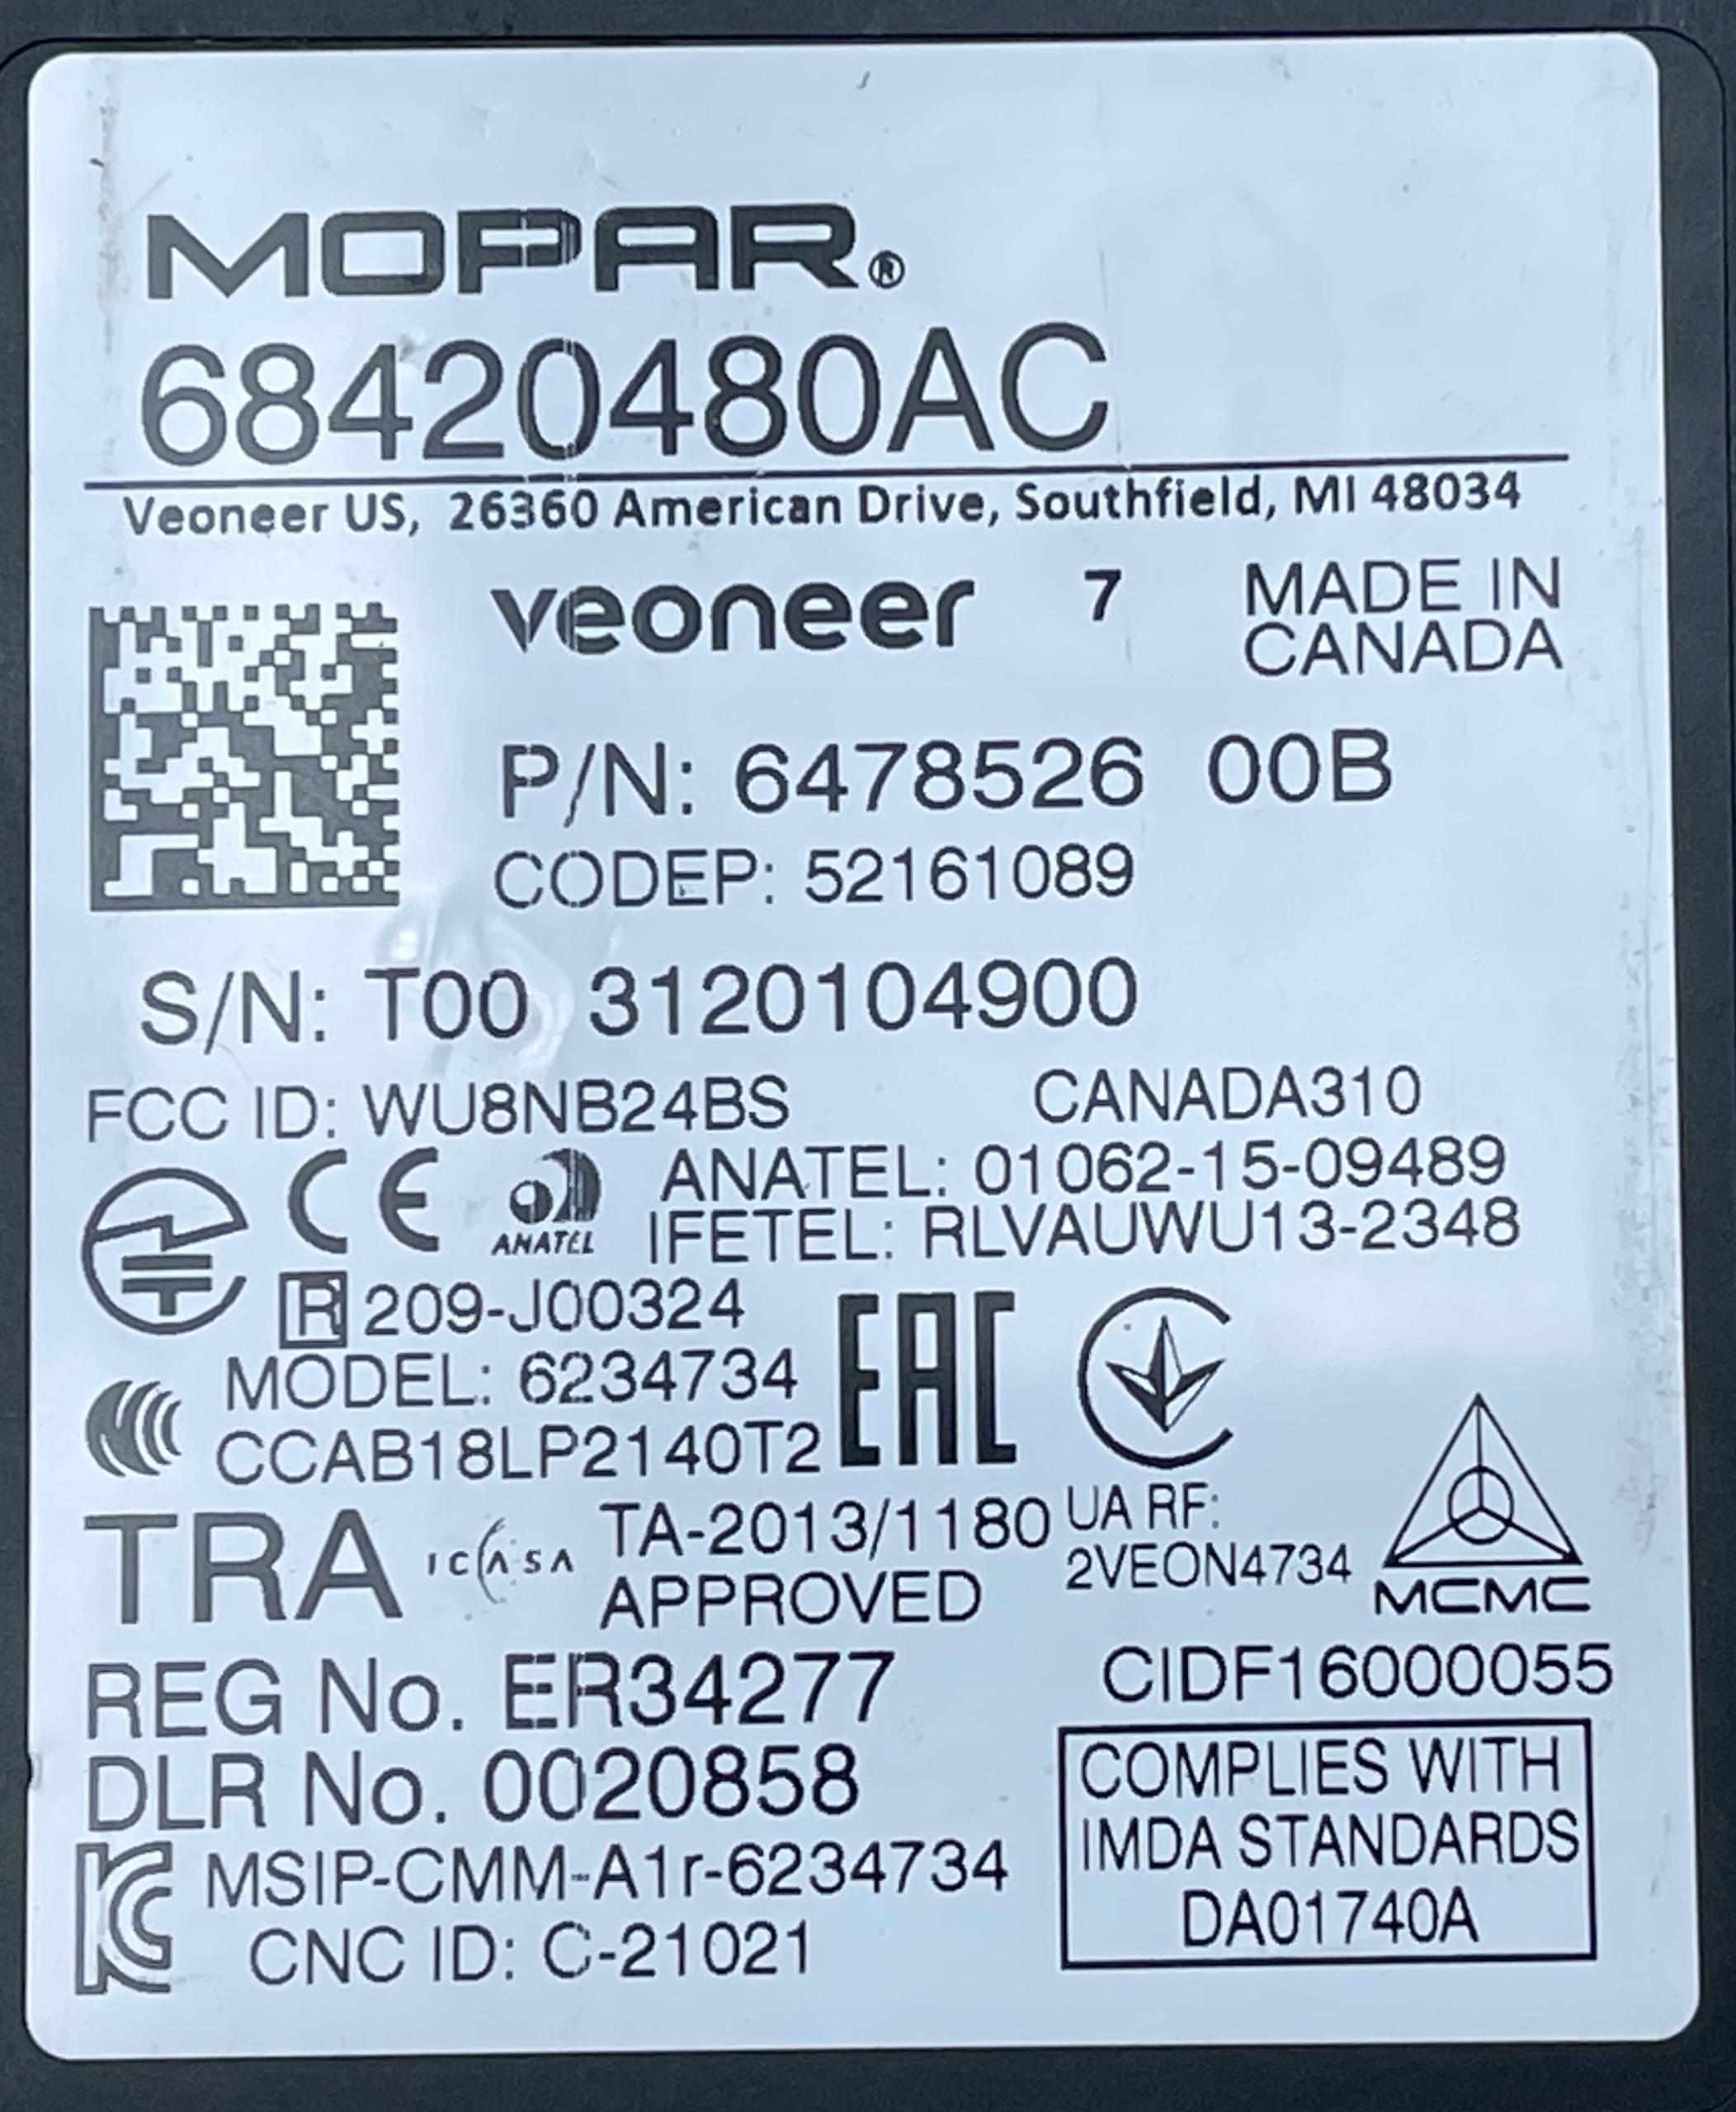 MOPAR®
68420480AC
Veoneer US, 26360 American Drive, Southfield, MI 48034
veoneer 7 MADE IN
CANADA
P/N: 6478526 00B
CODEP: 52161089
S/N: T00 3120104900
FCC ID: WU8NB24BS CANADA310
CE ANATEL ANATEL: 01062-15-09489
IFETEL: RLVAUWU13-2348
R 209-J00324
MODEL: 6234734 EAC
CCAB18LP2140T2
TRA ICASA TA-2013/1180
APPROVED
UA RF:
2VEON4734
MCMC
REG No. ER34277 CIDF16000055
DLR No. 0020858
MSIP-CMM-A1r-6234734
CNC ID: C-21021
COMPLIES WITH
IMDA STANDARDS
DA01740A